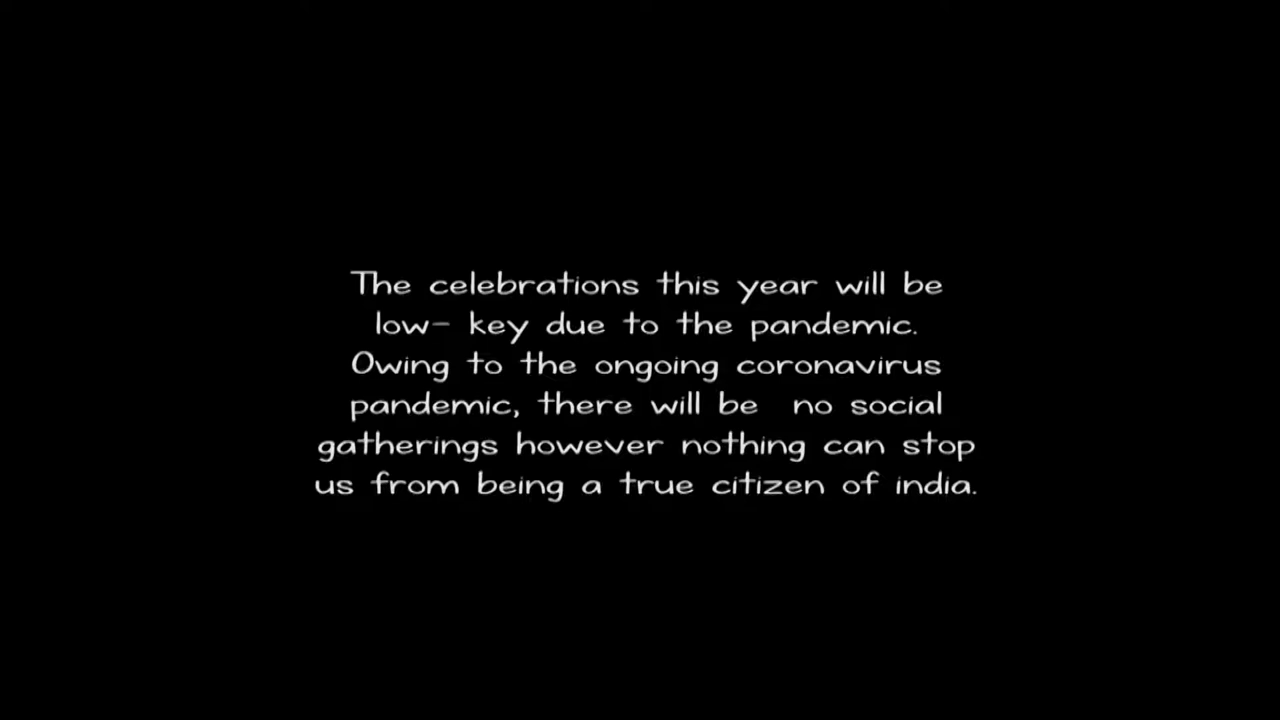 The celebrations this year will be
low- key due to the pandemic.
Owing to the ongoing coronavirus
pandemic, there will be  no social
gatherings however nothing can stop
us from being a true citizen of india.